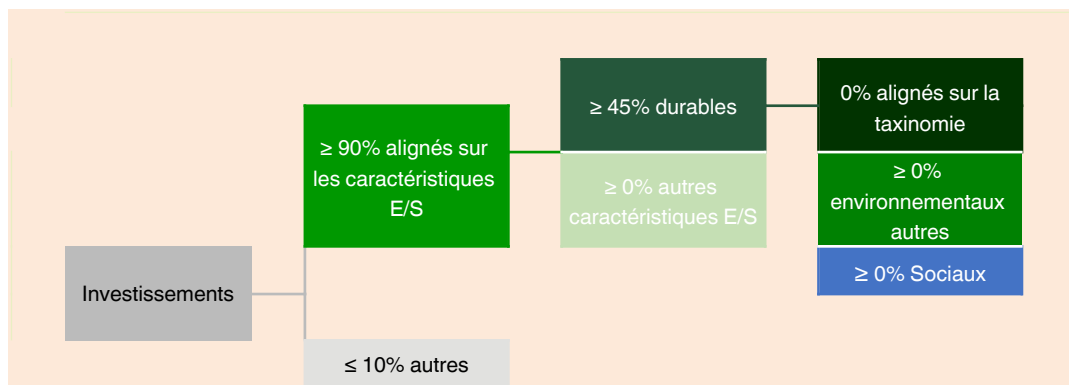 Investissements
≥ 90% alignés sur
les caractéristiques
E/S
≤ 10% autres
≥ 45% durables
≥ 0% autres
caractéristiques E/S
0% alignés sur la
taxinomie
≥ 0%
environnementaux
autres
≥ 0% Sociaux